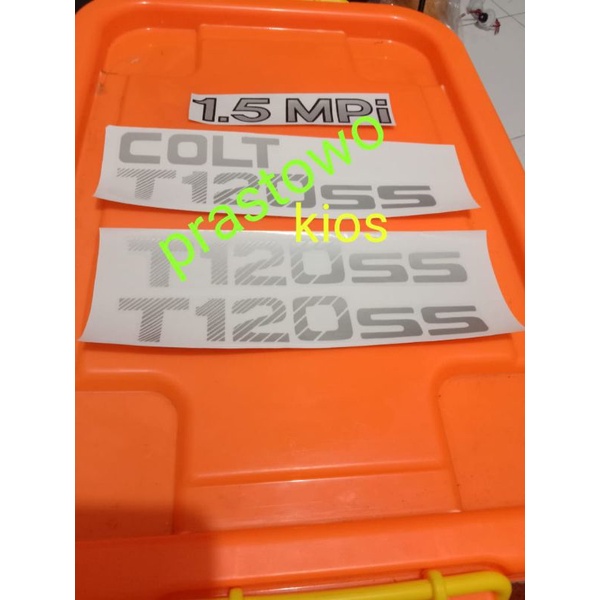 1.5 MPi
COLT
T120SS
prastowo
kios
T120SS
T120SS